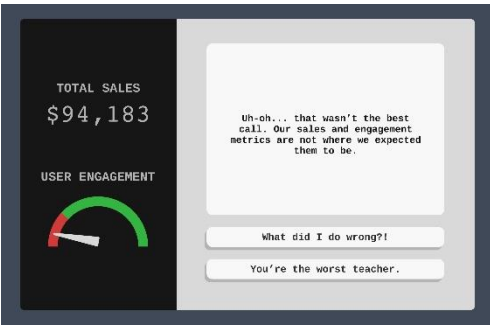 TOTAL SALES
$94,183
USER ENGAGEMENT
Uh-oh... that wasn't the best
call. Our sales and engagement
metrics are not where we expected
them to be.
What did I do wrong?!
You're the worst teacher.